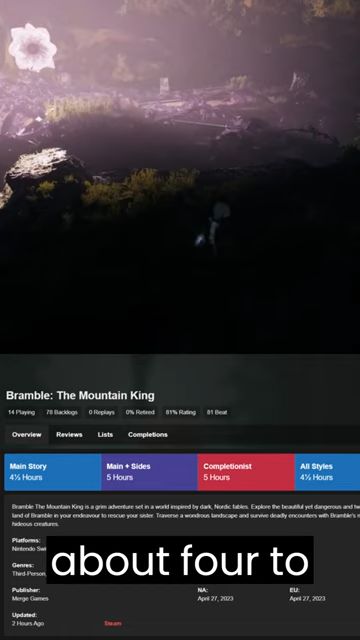 Bramble: The Mountain King
14 Playing 78 Backlogs 0 Replays 0% Retired 81% Rating 81 Beat
Overview Reviews Lists Completions
Main Story Main + Sides Completionist All Styles
4½ Hours 5 Hours 5 Hours 4½ Hours
Bramble The Mountain King is a grim adventure set in a world inspired by dark, Nordic fables. Explore the beautiful yet dangerous and tw
land of Bramble in your endeavour to rescue your sister. Traverse a wondrous landscape and survive deadly encounters with Bramble's m
hideous creatures.
Platforms:
Nintendo Swi
about four to
Genres:
Third-Person,
Publisher: NA: EU:
Merge Games April 27, 2023 April 27, 2023
Updated:
2 Hours Ago Steam